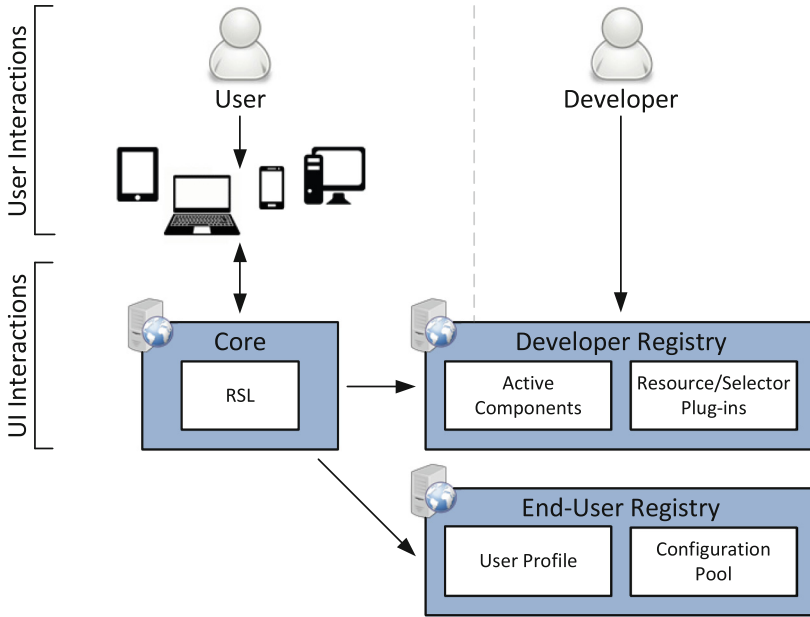 User Interactions
User
Developer
UI Interactions
Core
RSL
Developer Registry
Active
Components
Resource/Selector
Plug-ins
End-User Registry
User Profile
Configuration
Pool